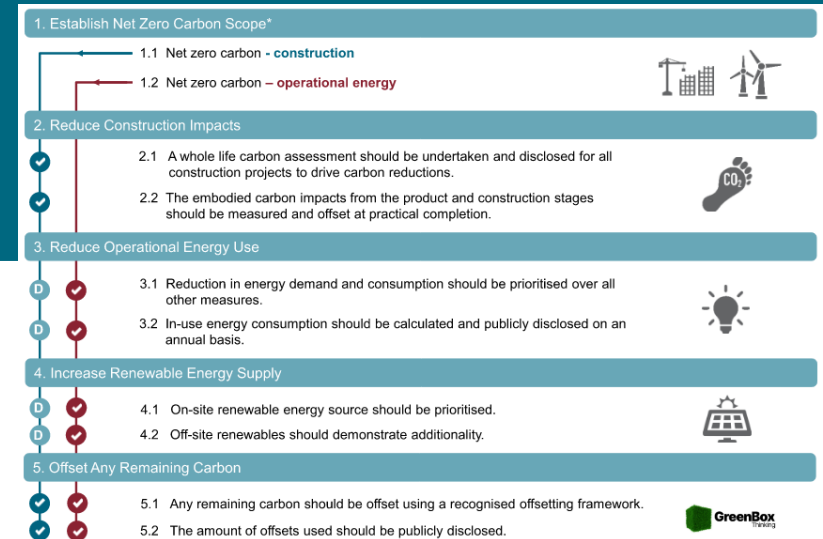 1. Establish Net Zero Carbon Scope*
1.1 Net zero carbon - construction
1.2 Net zero carbon – operational energy
2. Reduce Construction Impacts
2.1 A whole life carbon assessment should be undertaken and disclosed for all
construction projects to drive carbon reductions.
CO2
2.2 The embodied carbon impacts from the product and construction stages
should be measured and offset at practical completion.
3. Reduce Operational Energy Use
D
3.1 Reduction in energy demand and consumption should be prioritised over all
other measures.
D
3.2 In-use energy consumption should be calculated and publicly disclosed on an
annual basis.
4. Increase Renewable Energy Supply
D
4.1 On-site renewable energy source should be prioritised.
D
4.2 Off-site renewables should demonstrate additionality.
5. Offset Any Remaining Carbon
5.1 Any remaining carbon should be offset using a recognised offsetting framework.
GreenBox
Thinking
5.2 The amount of offsets used should be publicly disclosed.